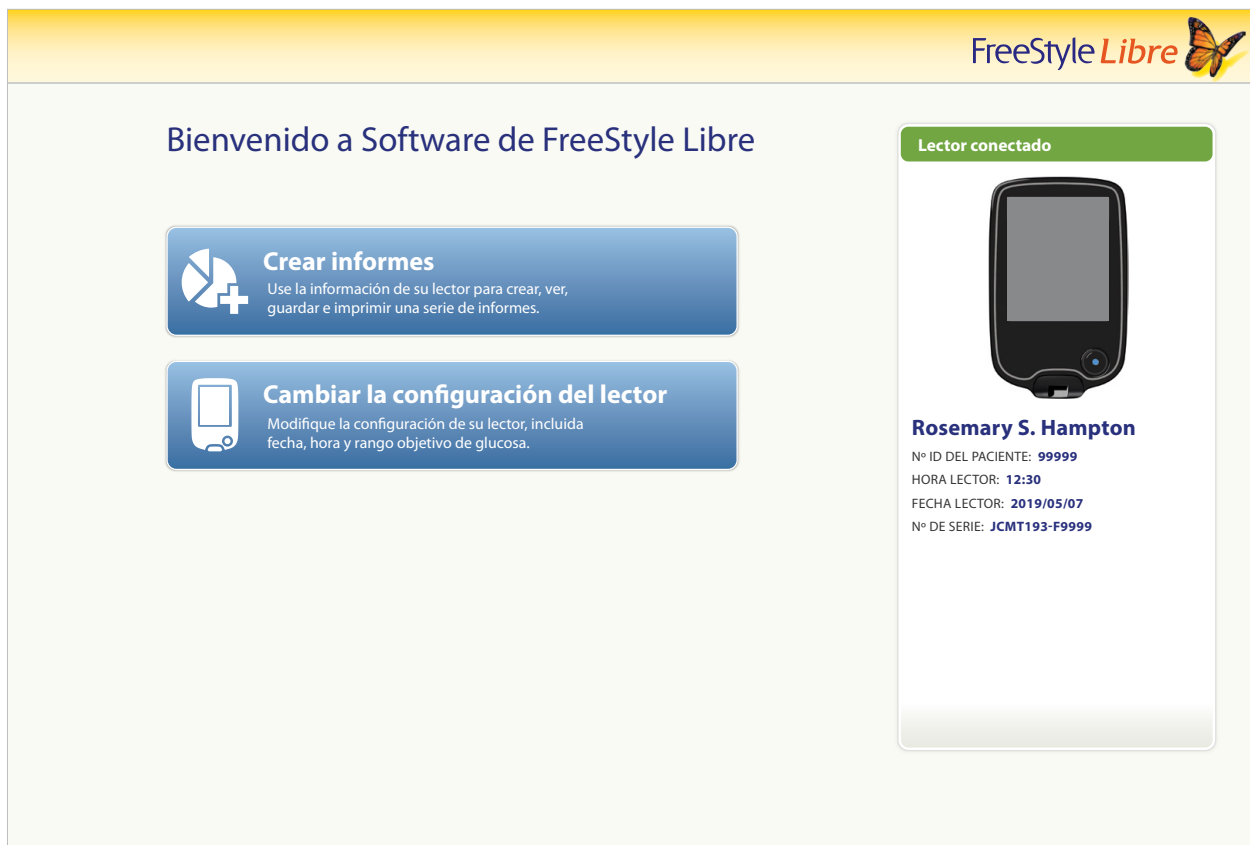 FreeStyle Libre
Bienvenido a Software de FreeStyle Libre
Crear informes
Use la información de su lector para crear, ver,
guardar e imprimir una serie de informes.
Cambiar la configuración del lector
Modifique la configuración de su lector, incluida
fecha, hora y rango objetivo de glucosa.
Lector conectado
Rosemary S. Hampton
Nº ID DEL PACIENTE: 99999
HORA LECTOR: 12:30
FECHA LECTOR: 2019/05/07
Nº DE SERIE: JCMT193-F9999